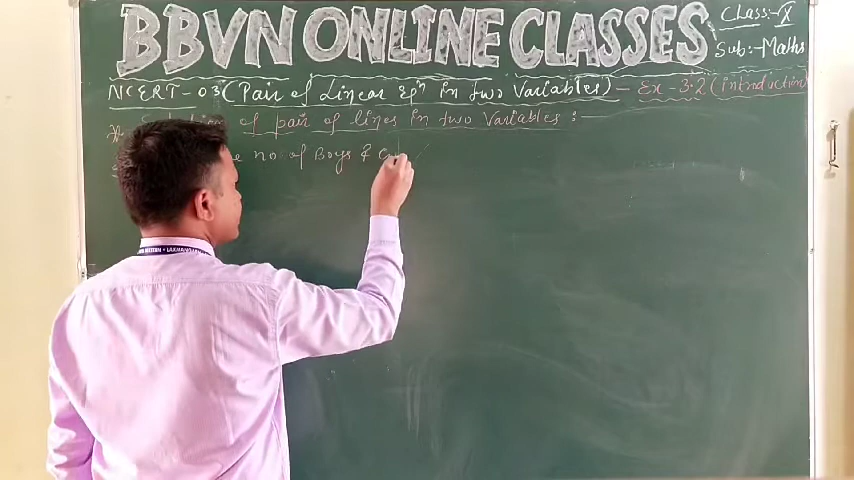 BBVN ONLINE CLASSES
Class:- X
Sub:- Maths
NCERT-03 (Pair of Linear Eqn in two Variables) - Ex-3.2 (introduction)
of pair of lines in two Variables :-
no of Boys &